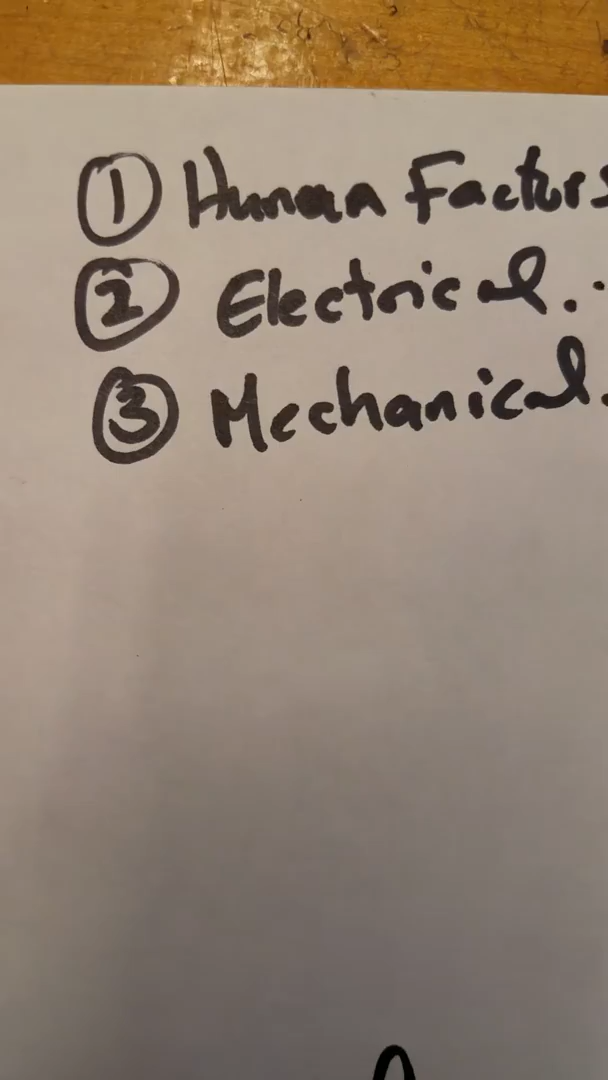 ① Human Factors
② Electrical.
③ Mechanical.